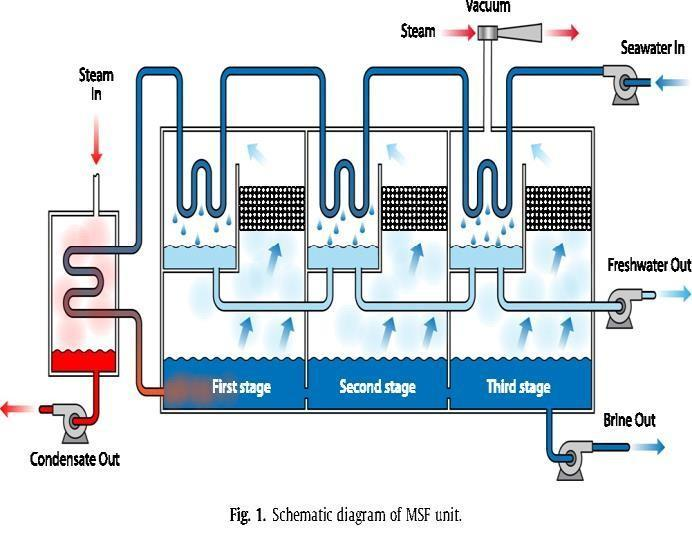 Vacuum
Steam
Seawater In
Steam
In
Freshwater Out
First stage
Second stage
Third stage
Brine Out
Condensate Out
Fig. 1. Schematic diagram of MSF unit.